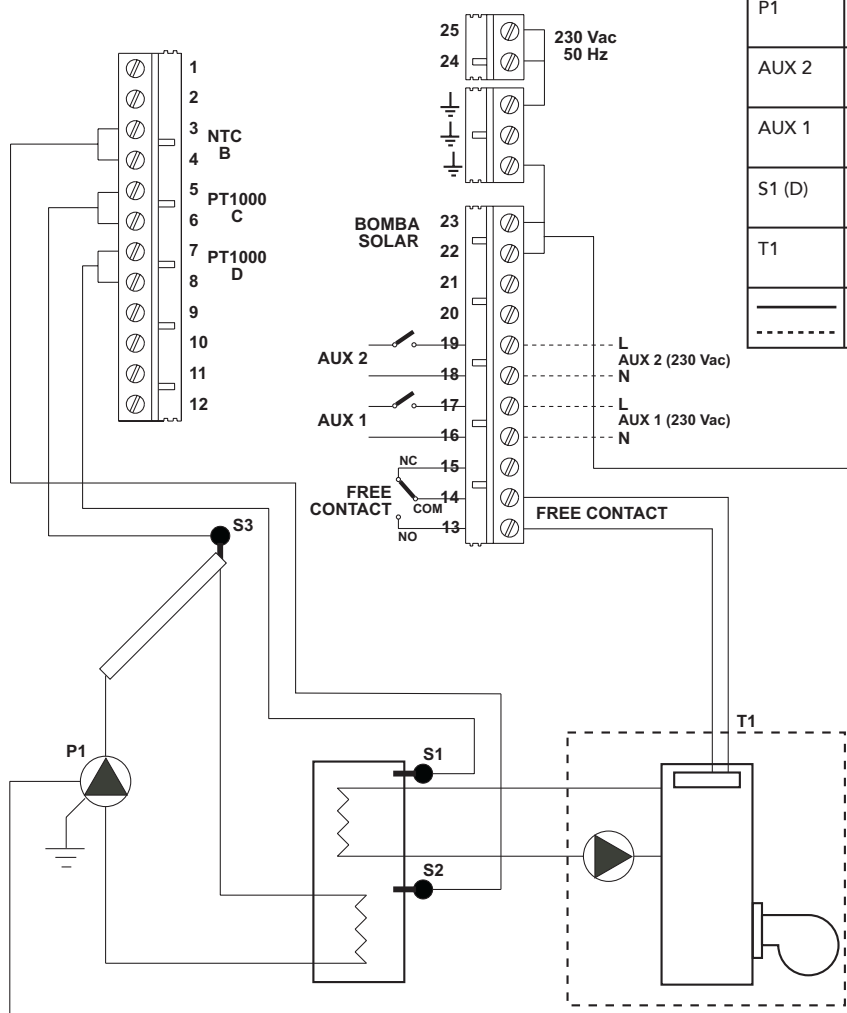 P1
AUX 2
AUX 1
S1 (D)
T1
25
24
230 Vac
50 Hz
1
2
3
4
5
6
7
8
9
10
11
12
NTC
B
PT1000
C
PT1000
D
BOMBA
SOLAR
23
22
21
20
19
18
17
16
15
14
13
AUX 2
AUX 1
L
AUX 2 (230 Vac)
N
L
AUX 1 (230 Vac)
N
NC
FREE
CONTACT
COM
NO
FREE CONTACT
S3
T1
P1
S1
S2